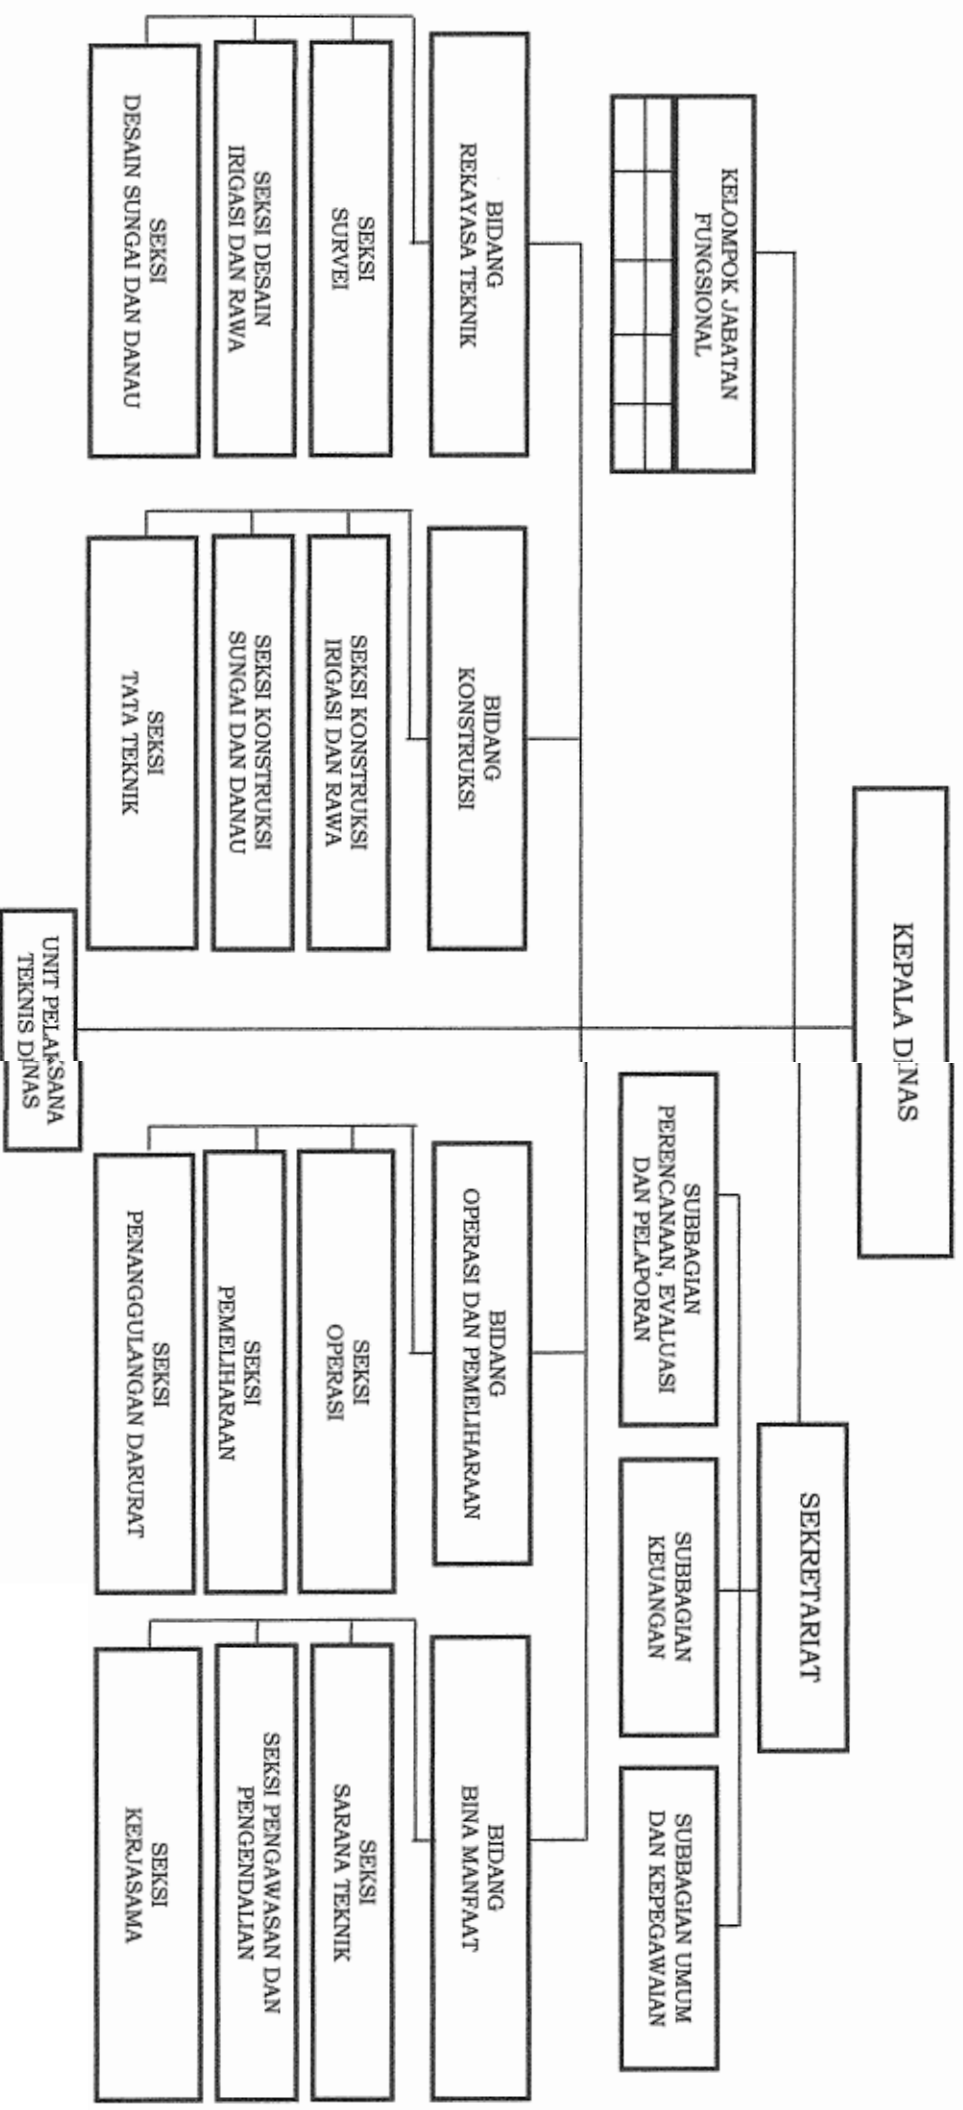 KEPALA DINAS
SEKRETARIAT
KELOMPOK JABATAN
FUNGSIONAL
SUBBAGIAN
PERENCANAAN, EVALUASI
DAN PELAPORAN
SUBBAGIAN
KEUANGAN
SUBBAGIAN UMUM
DAN KEPEGAWAIAN
BIDANG
REKAYASA TEKNIK
SEKSI
SURVEI
SEKSI DESAIN
IRIGASI DAN RAWA
SEKSI
DESAIN SUNGAI DAN DANAU
BIDANG
KONSTRUKSI
SEKSI KONSTRUKSI
IRIGASI DAN RAWA
SEKSI KONSTRUKSI
SUNGAI DAN DANAU
SEKSI
TATA TEKNIK
BIDANG
OPERASI DAN PEMELIHARAAN
SEKSI
OPERASI
SEKSI
PEMELIHARAAN
SEKSI
PENANGGULANGAN DARURAT
BIDANG
BINA MANFAAT
SEKSI
SARANA TEKNIK
SEKSI PENGAWASAN DAN
PENGENDALIAN
SEKSI
KERJASAMA
UNIT PELAKSANA
TEKNIS DINAS